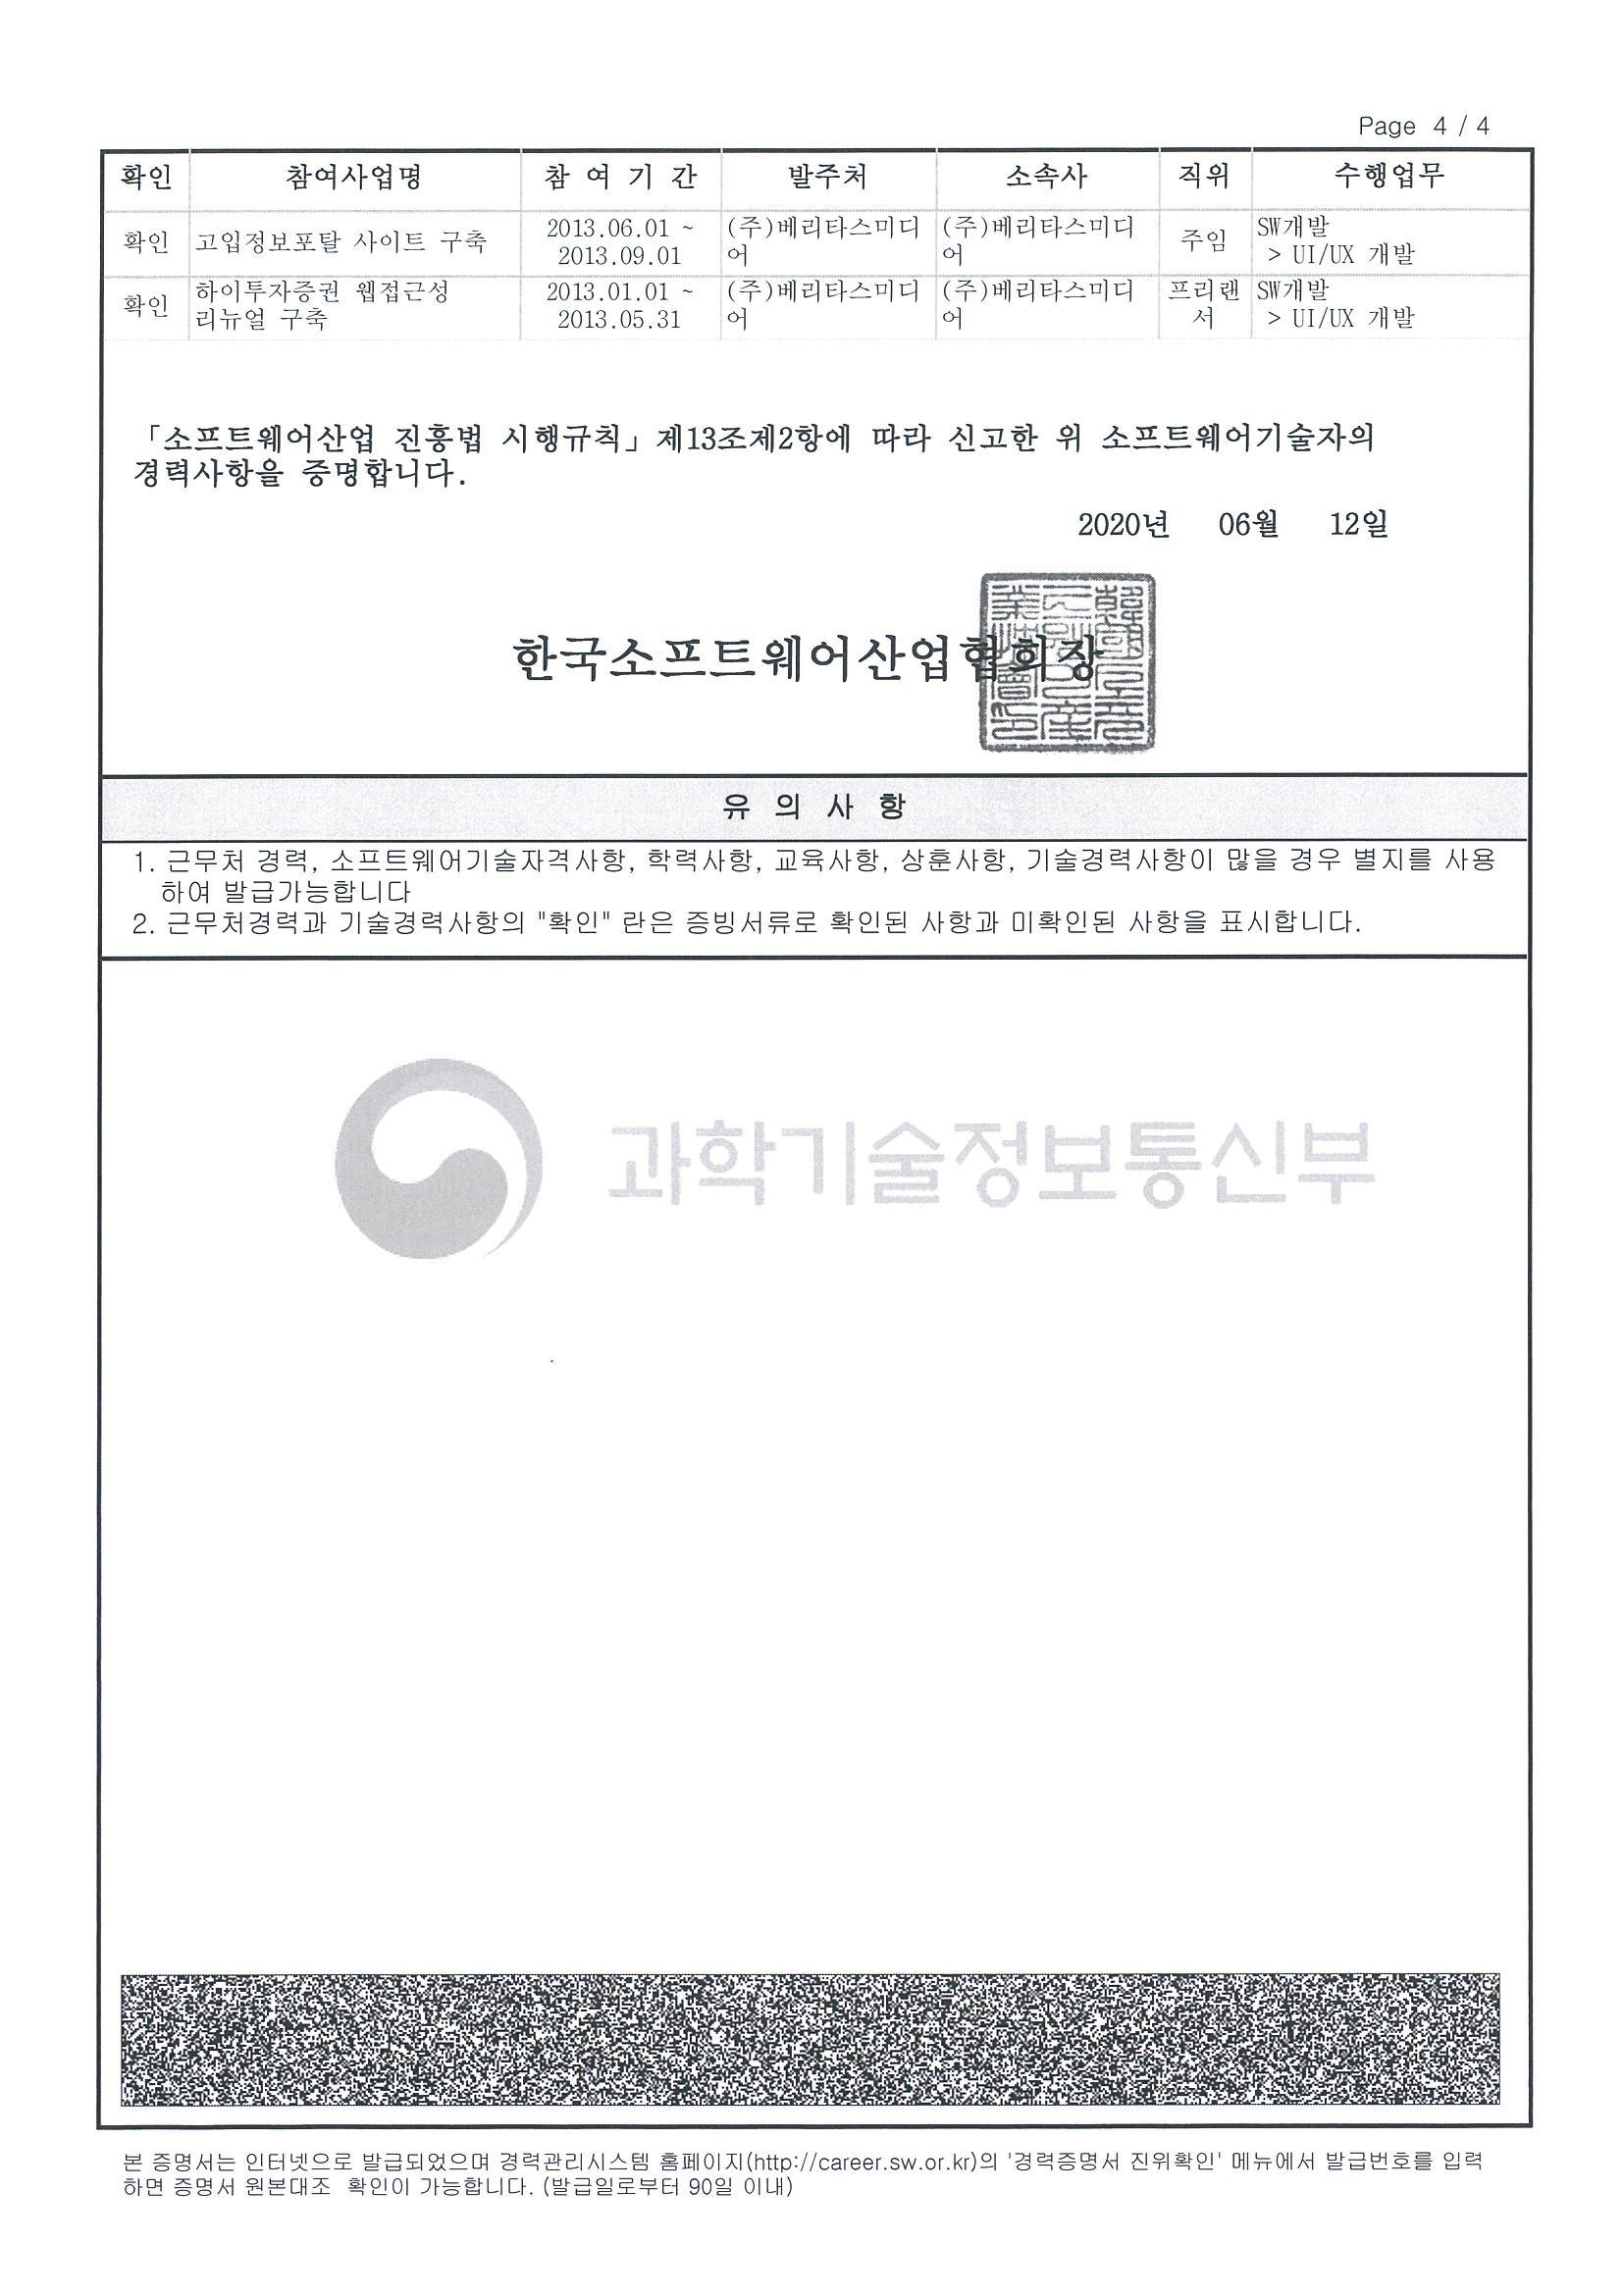 Page 4 / 4
확인 참여사업명 참 여 기 간 발주처 소속사 직위 수행업무
확인 고입정보포탈 사이트 구축 2013.06.01 ~ 2013.09.01 (주)베리타스미디어 (주)베리타스미디어 주임 SW개발 > UI/UX 개발
확인 하이투자증권 웹접근성 리뉴얼 구축 2013.01.01 ~ 2013.05.31 (주)베리타스미디어 (주)베리타스미디어 프리랜서 SW개발 > UI/UX 개발
「소프트웨어산업 진흥법 시행규칙」제13조제2항에 따라 신고한 위 소프트웨어기술자의
경력사항을 증명합니다.
2020년 06월 12일
한국소프트웨어산업협회장
유 의 사 항
1. 근무처 경력, 소프트웨어기술자격사항, 학력사항, 교육사항, 상훈사항, 기술경력사항이 많을 경우 별지를 사용
하여 발급가능합니다
2. 근무처경력과 기술경력사항의 "확인" 란은 증빙서류로 확인된 사항과 미확인된 사항을 표시합니다.
과학기술정보통신부
본 증명서는 인터넷으로 발급되었으며 경력관리시스템 홈페이지(http://career.sw.or.kr)의 '경력증명서 진위확인' 메뉴에서 발급번호를 입력
하면 증명서 원본대조 확인이 가능합니다. (발급일로부터 90일 이내)